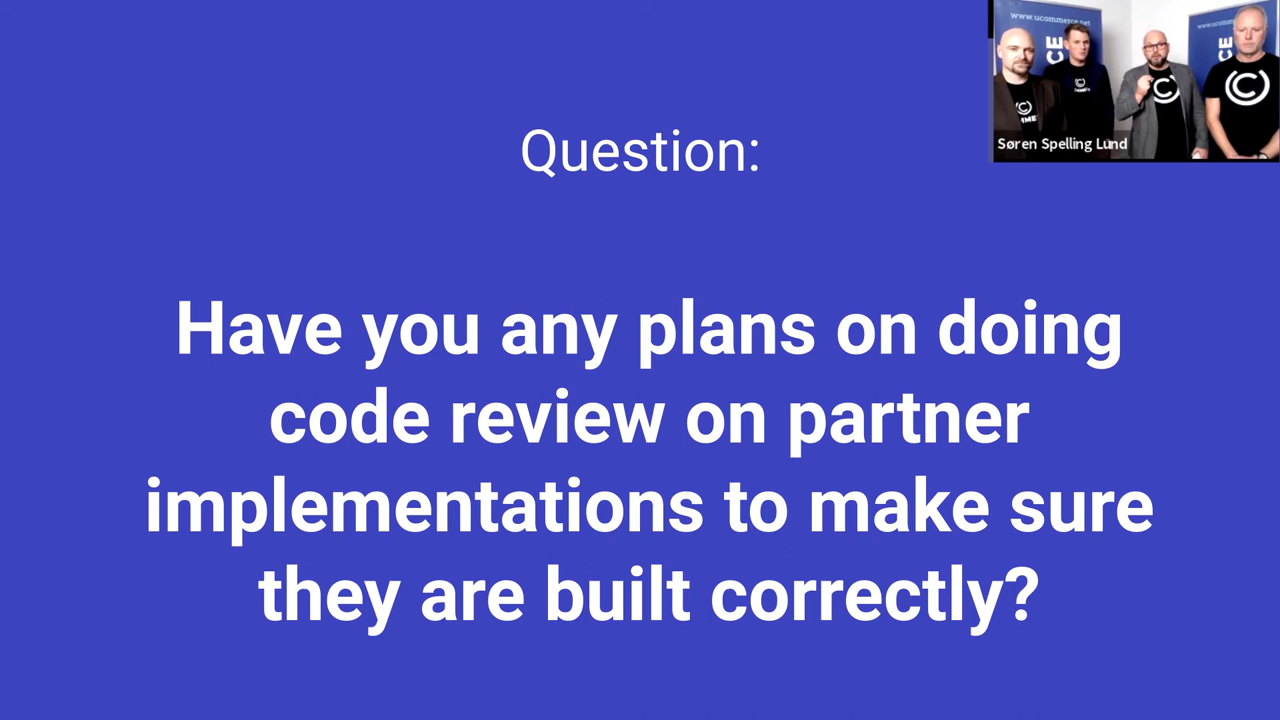 www.ucommerce.net
Søren Spelling Lund
Question:
Have you any plans on doing
code review on partner
implementations to make sure
they are built correctly?